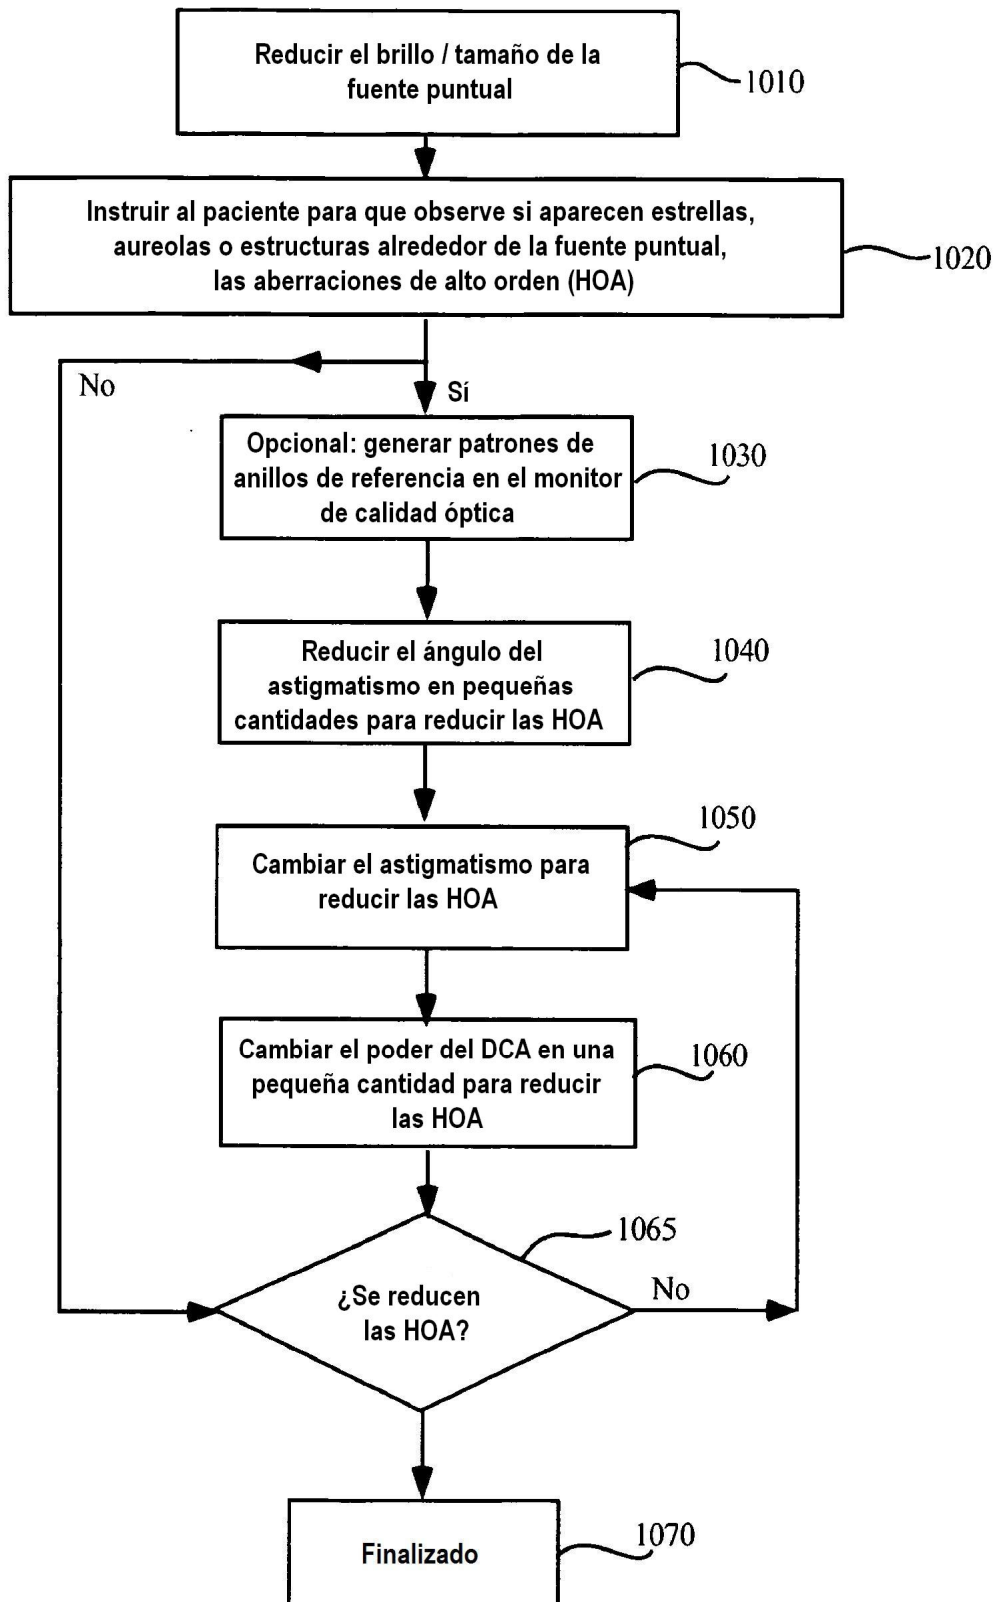 Reducir el brillo / tamaño de la
fuente puntual
1010
Instruir al paciente para que observe si aparecen estrellas,
aureolas o estructuras alrededor de la fuente puntual,
las aberraciones de alto orden (HOA)
1020
No
Sí
Opcional: generar patrones de
anillos de referencia en el monitor
de calidad óptica
1030
Reducir el ángulo del
astigmatismo en pequeñas
cantidades para reducir las HOA
1040
Cambiar el astigmatismo para
reducir las HOA
1050
Cambiar el poder del DCA en una
pequeña cantidad para reducir
las HOA
1060
¿Se reducen
las HOA?
1065
No
Finalizado
1070